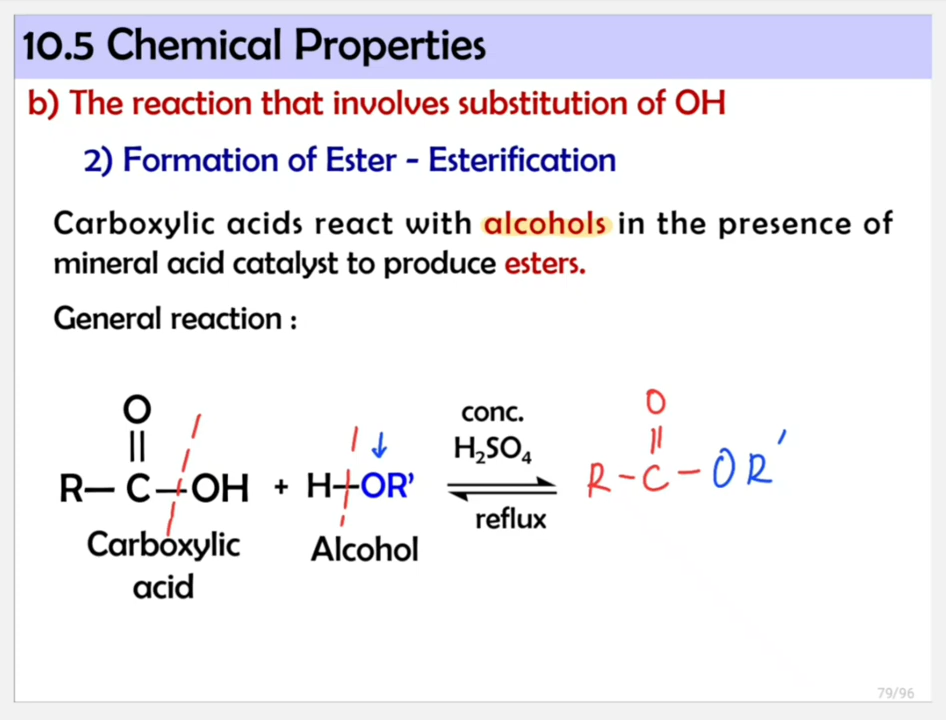 10.5 Chemical Properties
b) The reaction that involves substitution of OH
2) Formation of Ester - Esterification
Carboxylic acids react with alcohols in the presence of
mineral acid catalyst to produce esters.
General reaction :
O
||
R— C—OH + H—OR'
conc.
H₂SO₄
⇌
reflux
O
||
R-C-OR'
Carboxylic
acid
Alcohol
79/96